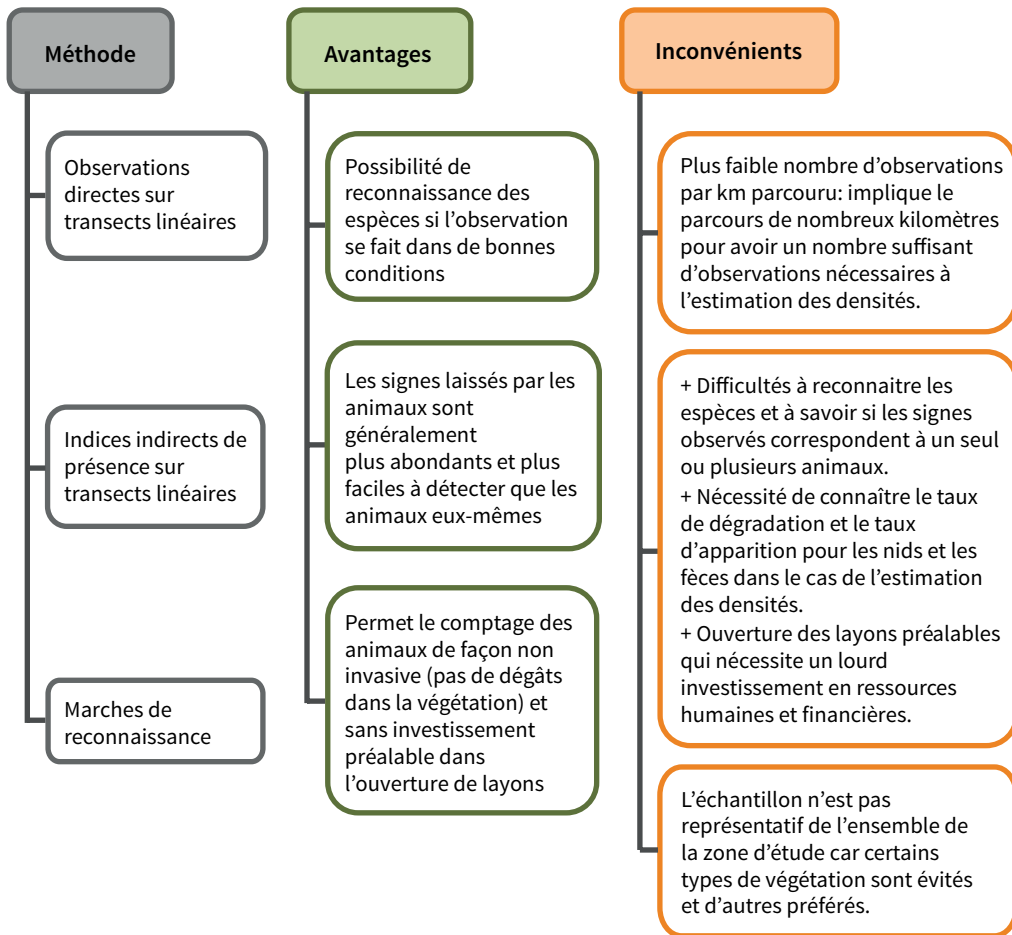 Méthode
Observations
directes sur
transects linéaires
Indices indirects de
présence sur
transects linéaires
Marches de
reconnaissance
Avantages
Possibilité de
reconnaissance des
espèces si l’observation
se fait dans de bonnes
conditions
Les signes laissés par les
animaux sont
généralement
plus abondants et plus
faciles à détecter que les
animaux eux-mêmes
Permet le comptage des
animaux de façon non
invasive (pas de dégâts
dans la végétation) et
sans investissement
préalable dans
l’ouverture de layons
Inconvénients
Plus faible nombre d’observations
par km parcouru: implique le
parcours de nombreux kilomètres
pour avoir un nombre suffisant
d’observations nécessaires à
l’estimation des densités.
+ Difficultés à reconnaitre les
espèces et à savoir si les signes
observés correspondent à un seul
ou plusieurs animaux.
+ Nécessité de connaître le taux
de dégradation et le taux
d’apparition pour les nids et les
fèces dans le cas de l’estimation
des densités.
+ Ouverture des layons préalables
qui nécessite un lourd
investissement en ressources
humaines et financières.
L’échantillon n’est pas
représentatif de l’ensemble de
la zone d’étude car certains
types de végétation sont évités
et d’autres préférés.